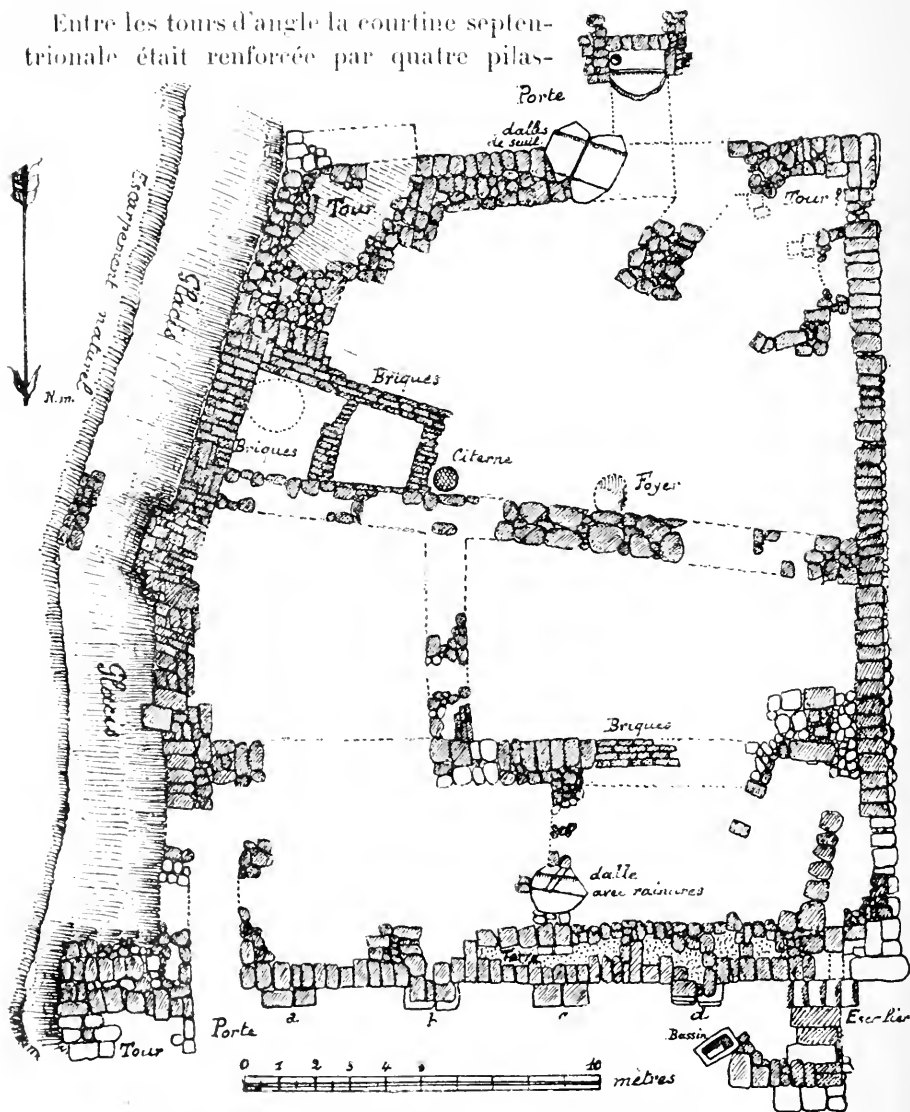 Entre les tours d'angle la courtine septen-
trionale était renforcée par quatre pilas-
Porte
dalles
de seuil
Tour
Tour?
Escarpement naturel
Glacis
N.m.
Briques
Briques
Citerne
Foyer
Glacis
Briques
dalle
avec rainures
Terre
a
b
c
d
Porte
Tour
Bassin
Escalier
0 1 2 3 4 5 10
mètres